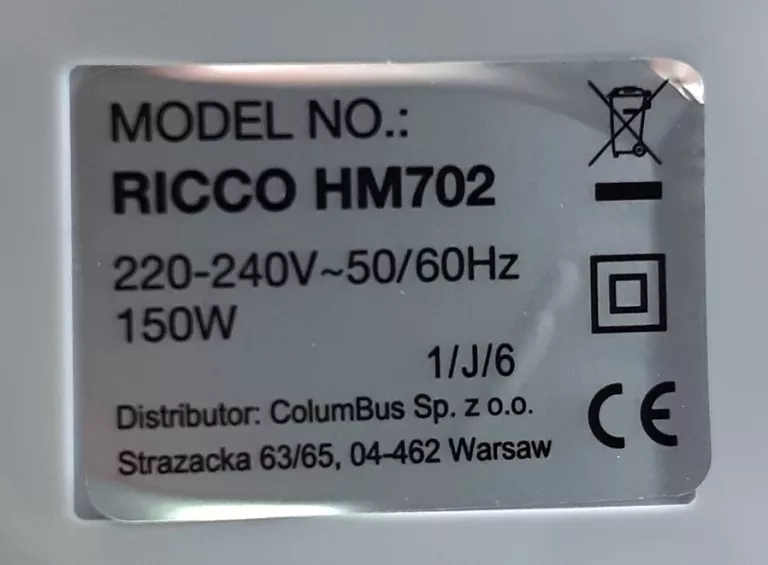 MODEL NO.:
RICCO HM702
220-240V~50/60Hz
150W
1/J/6
Distributor: ColumBus Sp. z o.o.
Strazacka 63/65, 04-462 Warsaw
CE